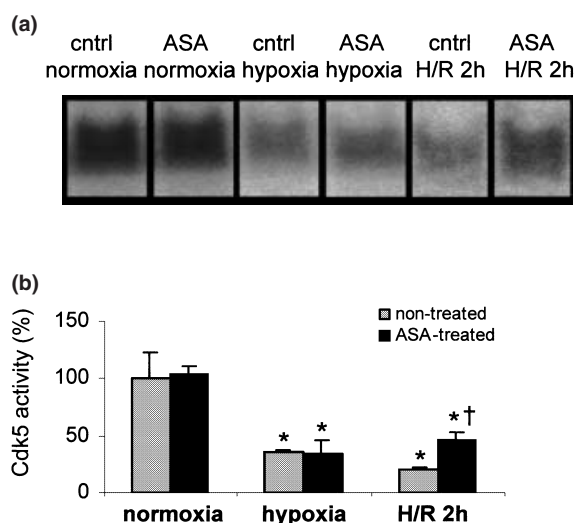 (a)
cntrl ASA cntrl ASA cntrl ASA
normoxia normoxia hypoxia hypoxia H/R 2h H/R 2h
(b)
Cdk5 activity (%)
150
100
50
0
non-treated
ASA-treated
* * * *†
normoxia hypoxia H/R 2h